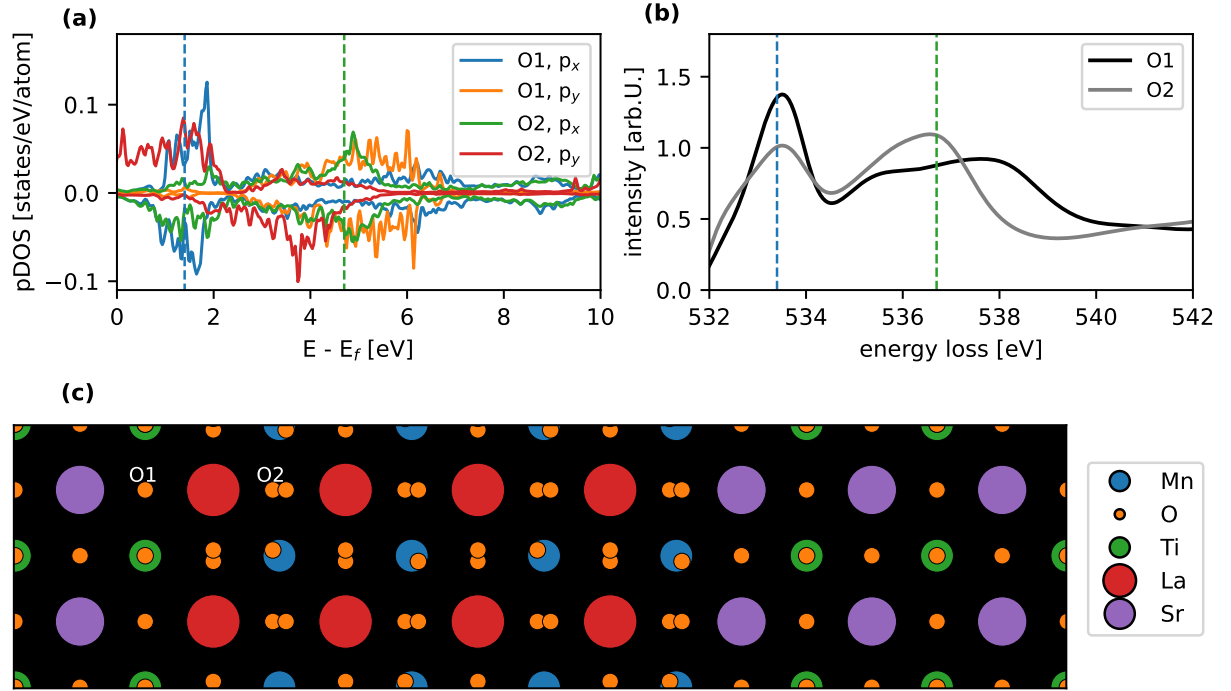 (a)
pDOS [states/eV/atom]
0.1
0.0
−0.1
0 2 4 6 8 10
E - E_f [eV]
O1, p_x
O1, p_y
O2, p_x
O2, p_y
(b)
intensity [arb.U.]
1.5
1.0
0.5
0.0
532 534 536 538 540 542
energy loss [eV]
O1
O2
(c)
O1 O2
Mn
O
Ti
La
Sr